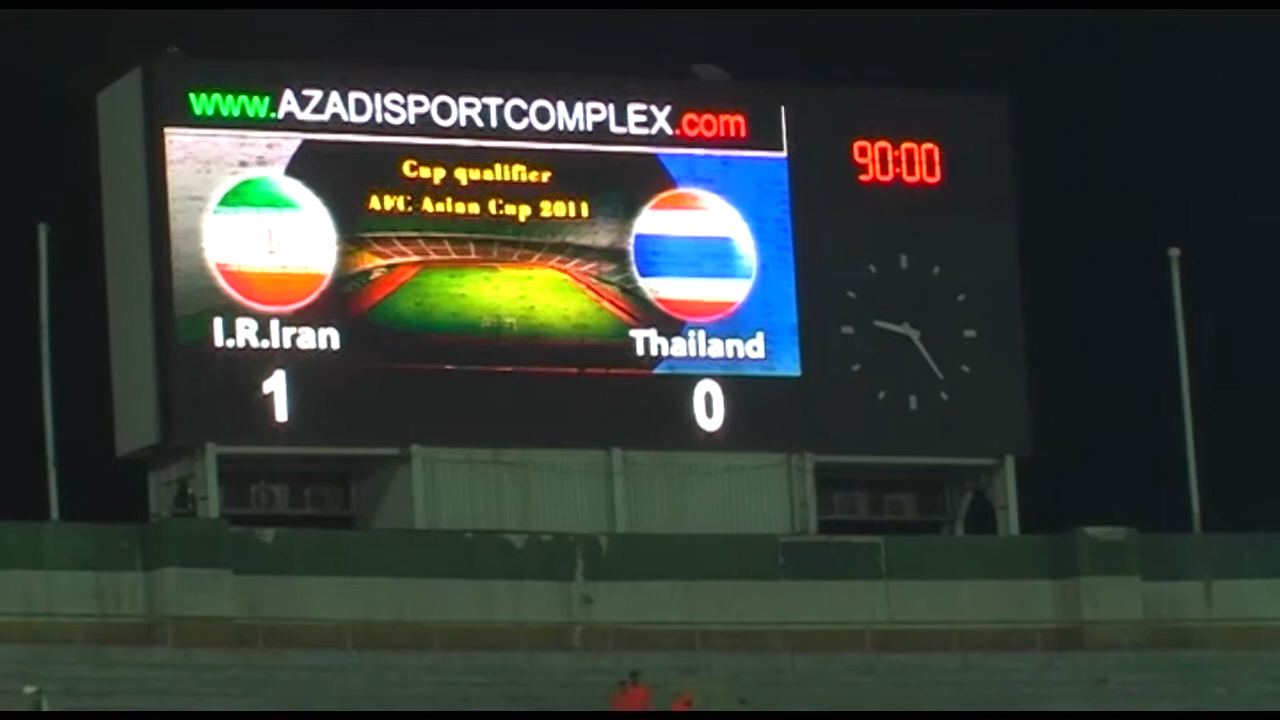 www.AZADISPORTCOMPLEX.com
90:00
Cup qualifier
AFC Asian Cup 2011
I.R.Iran
Thailand
1
0